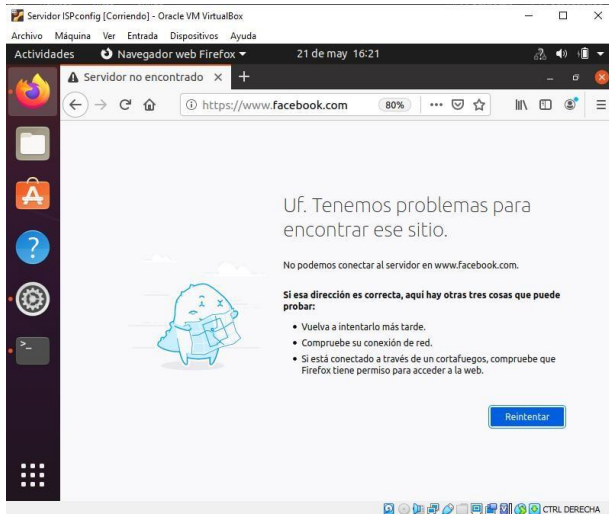 Servidor ISPconfig [Corriendo] - Oracle VM VirtualBox
Archivo Máquina Ver Entrada Dispositivos Ayuda
Actividades Navegador web Firefox 21 de may 16:21
Servidor no encontrado
https://www.facebook.com 80%
Uf. Tenemos problemas para
encontrar ese sitio.
No podemos conectar al servidor en www.facebook.com.
Si esa dirección es correcta, aquí hay otras tres cosas que puede
probar:
• Vuelva a intentarlo más tarde.
• Compruebe su conexión de red.
• Si está conectado a través de un cortafuegos, compruebe que
Firefox tiene permiso para acceder a la web.
Reintentar
CTRL DERECHA